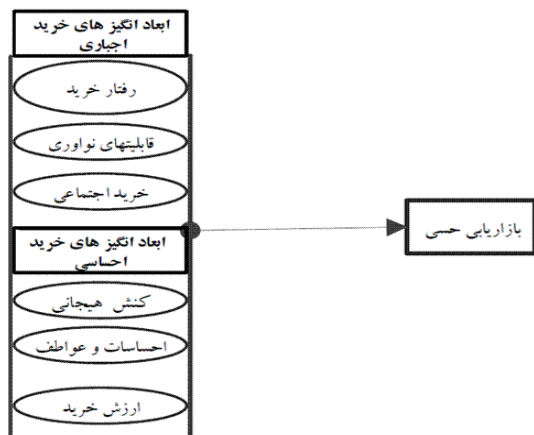 ابعاد انگیز های خرید
اجباری
رفتار خرید
قابلیتهای نواوری
خرید اجتماعی
ابعاد انگیز های خرید
احساسی
کنش هیجانی
احساسات و عواطف
ارزش خرید
بازاریابی حسی